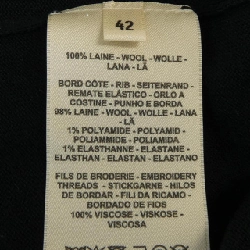 42
100% LAINE - WOOL - WOLLE -
LANA - LÃ
BORD CÔTE - RIB - SEITENRAND -
REMATE ELÁSTICO - ORLO A
COSTINE - PUNHO E BORDA
98% LAINE - WOOL - WOLLE -
LANA - LÃ
1% POLYAMIDE - POLYAMID -
POLIAMMIDE - POLIAMIDA
1% ELASTHANNE - ELASTANE -
ELASTHAN - ELASTAN - ELASTANO
FILS DE BRODERIE - EMBROIDERY
THREADS - STICKGARNE - HILOS
DE BORDAR - FILI DA RICAMO -
BORDADO DE FIOS
100% VISCOSE - VISKOSE -
VISCOSA